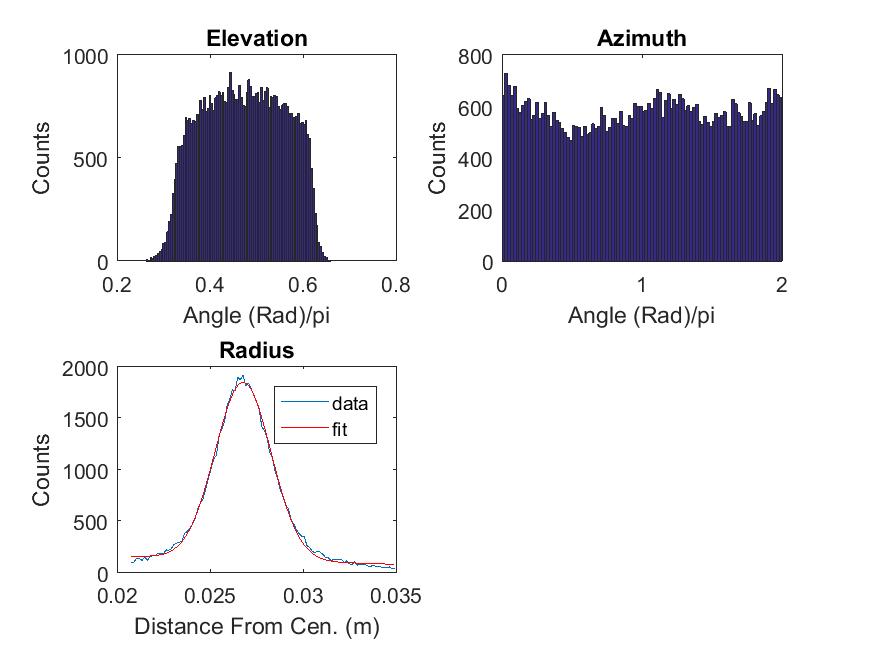 Elevation
1000
500
0
Counts
0.2 0.4 0.6 0.8
Angle (Rad)/pi
Azimuth
800
600
400
200
0
Counts
0 1 2
Angle (Rad)/pi
Radius
2000
1500
1000
500
0
Counts
data
fit
0.02 0.025 0.03 0.035
Distance From Cen. (m)